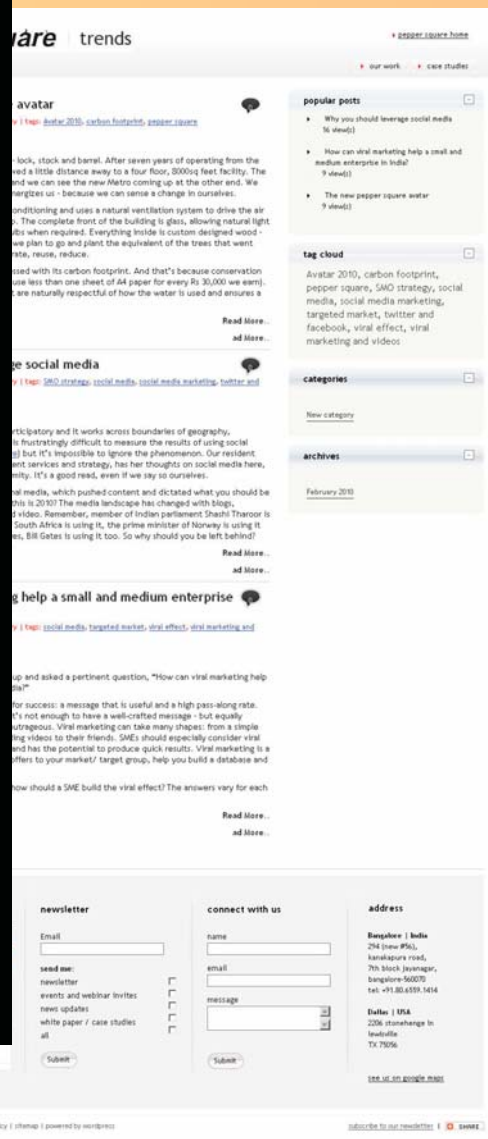 uare trends
pepper square home
our work
case studies
avatar
y | tags: Avatar 2010, carbon footprint, pepper square
lock, stock and barrel. After seven years of operating from the
ved a little distance away to a four floor, 8000sq feet facility. The
and we can see the new Metro coming up at the other end. We
nergizes us - because we can sense a change in ourselves.
onditioning and uses a natural ventilation system to drive the air
o. The complete front of the building is glass, allowing natural light
ulbs when required. Everything inside is custom designed wood -
we plan to go and plant the equivalent of the trees that went
rate, reuse, reduce.
ssed with its carbon footprint. And that's because conservation
use less than one sheet of A4 paper for every Rs 30,000 we earn).
t are naturally respectful of how the water is used and ensures a
Read More..
ad More..
ge social media
y | tags: SMO strategy, social media, social media marketing, twitter and
rticipatory and it works across boundaries of geography,
is frustratingly difficult to measure the results of using social
s) but it's impossible to ignore the phenomenon. Our resident
ent services and strategy, has her thoughts on social media here,
mity. It's a good read, even if we say so ourselves.
nal media, which pushed content and dictated what you should be
this is 2010? The media landscape has changed with blogs,
d video. Remember, member of Indian parliament Shashi Tharoor is
South Africa is using it, the prime minister of Norway is using it
es, Bill Gates is using it too. So why should you be left behind?
Read More..
ad More..
g help a small and medium enterprise
y | tags: social media, targeted market, viral effect, viral marketing and
up and asked a pertinent question, "How can viral marketing help
dia?"
for success: a message that is useful and a high pass-along rate.
t's not enough to have a well-crafted message - but equally
utrageous. Viral marketing can take many shapes: from a simple
ling videos to their friends. SMEs should especially consider viral
and has the potential to produce quick results. Viral marketing is a
offers to your market/ target group, help you build a database and
how should a SME build the viral effect? The answers vary for each
Read More..
ad More..
popular posts
Why you should leverage social media
16 view(s)
How can viral marketing help a small and
medium enterprise in India?
9 view(s)
The new pepper square avatar
9 view(s)
tag cloud
Avatar 2010, carbon footprint,
pepper square, SMO strategy, social
media, social media marketing,
targeted market, twitter and
facebook, viral effect, viral
marketing and videos
categories
New category
archives
February 2010
newsletter
Email
send me:
newsletter
events and webinar invites
news updates
white paper / case studies
all
Submit
connect with us
name
email
message
Submit
address
Bangalore | India
294 (new #56),
kanakapura road,
7th block jayanagar,
bangalore-560070
tel: +91.80.6559.1414
Dallas | USA
2206 stonehenge ln
lewisville
TX 75056
see us on google maps
cy | sitemap | powered by wordpress
subscribe to our newsletter | SHARE